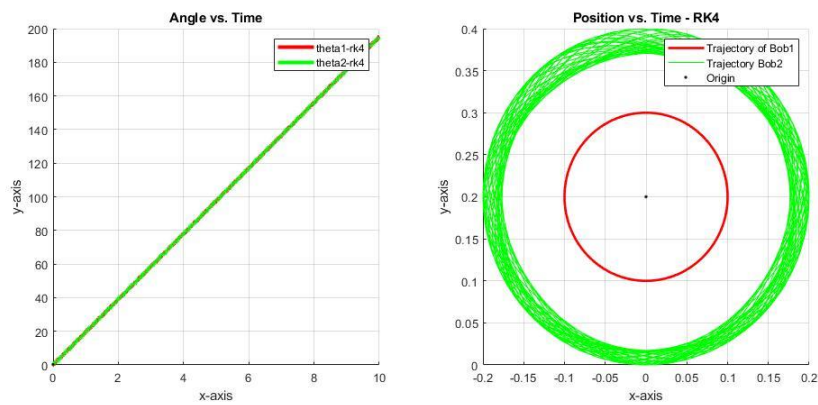 Angle vs. Time
200
180
160
140
120
100
80
60
40
20
0
y-axis
theta1-rk4
theta2-rk4
0 2 4 6 8 10
x-axis
Position vs. Time - RK4
0.4
0.35
0.3
0.25
0.2
0.15
0.1
0.05
0
y-axis
Trajectory of Bob1
Trajectory Bob2
Origin
-0.2 -0.15 -0.1 -0.05 0 0.05 0.1 0.15 0.2
x-axis